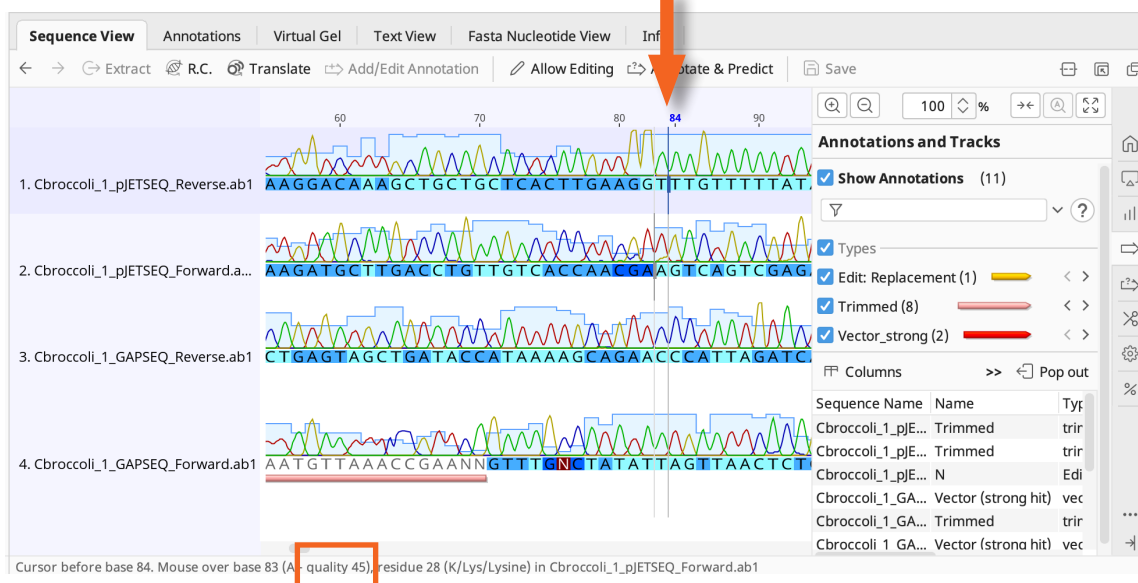 Sequence View Annotations Virtual Gel Text View Fasta Nucleotide View Inf
Extract R.C. Translate Add/Edit Annotation Allow Editing & Predict Save
100 %
60 70 80 84 90
Annotations and Tracks
1. Cbroccoli_1_pJETSEQ_Reverse.ab1 AAGGACAAAGCTGCTGCTCACTTGAAGGTTTGTTTTTAT
Show Annotations (11)
?
Types
2. Cbroccoli_1_pJETSEQ_Forward.a... AAGATGCTTGACCTGTTGTCACCAACGAAGTCAGTCGAG
Edit: Replacement (1)
Trimmed (8)
Vector_strong (2)
3. Cbroccoli_1_GAPSEQ_Reverse.ab1 CTGAGTAGCTGATACCATAAAAGCAGAACCCATTAGATC
Columns >> Pop out
Sequence Name Name Typ
Cbroccoli_1_pJE... Trimmed trir
Cbroccoli_1_pJE... Trimmed trir
4. Cbroccoli_1_GAPSEQ_Forward.ab1 AATGTTAAACCGAANNGTTTGNCTATATTAGTTAACTCT
Cbroccoli_1_pJE... N Edi
Cbroccoli_1_GA... Vector (strong hit) vec
Cbroccoli_1_GA... Trimmed trir
Cbroccoli_1_GA... Vector (strong hit) vec
Cursor before base 84. Mouse over base 83 (A - quality 45), residue 28 (K/Lys/Lysine) in Cbroccoli_1_pJETSEQ_Forward.ab1